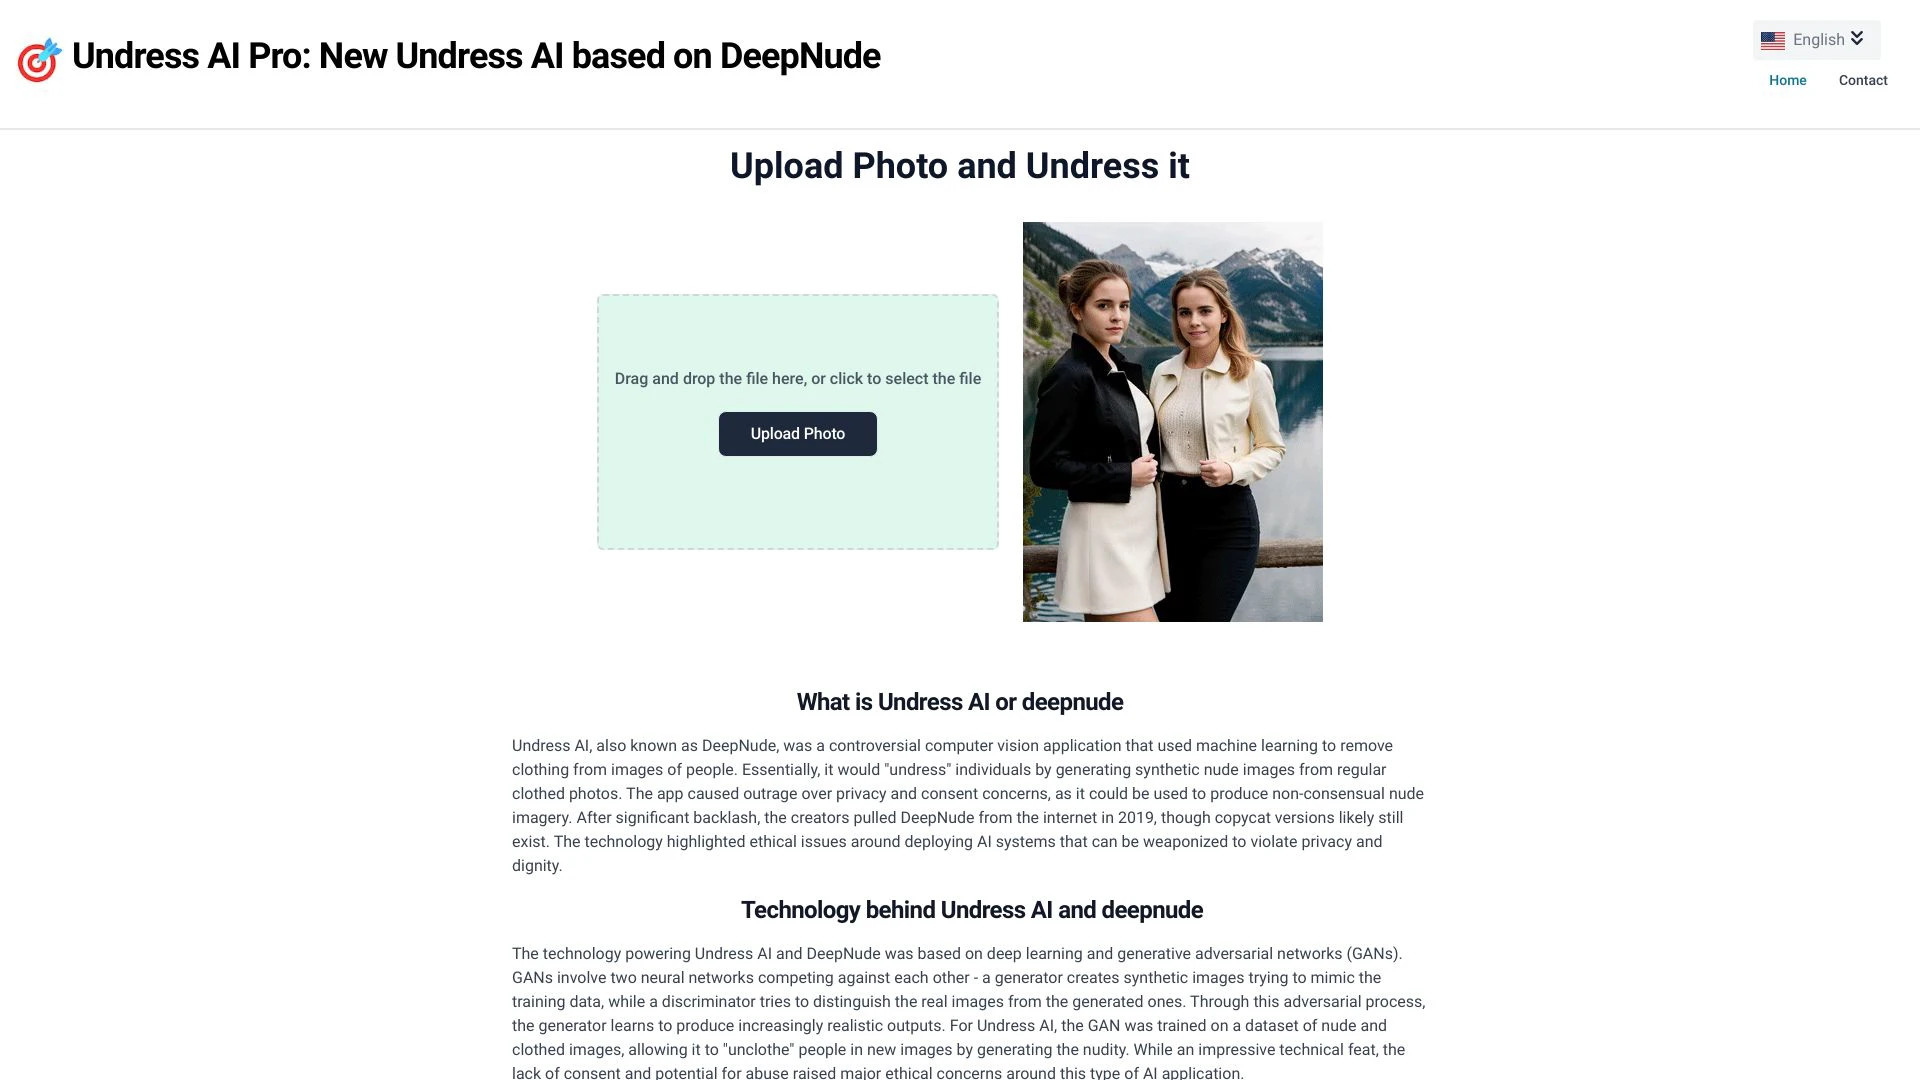 Undress AI Pro: New Undress AI based on DeepNude
English
Home
Contact
Upload Photo and Undress it
Drag and drop the file here, or click to select the file
Upload Photo
What is Undress AI or deepnude
Undress AI, also known as DeepNude, was a controversial computer vision application that used machine learning to remove
clothing from images of people. Essentially, it would "undress" individuals by generating synthetic nude images from regular
clothed photos. The app caused outrage over privacy and consent concerns, as it could be used to produce non-consensual nude
imagery. After significant backlash, the creators pulled DeepNude from the internet in 2019, though copycat versions likely still
exist. The technology highlighted ethical issues around deploying AI systems that can be weaponized to violate privacy and
dignity.
Technology behind Undress AI and deepnude
The technology powering Undress AI and DeepNude was based on deep learning and generative adversarial networks (GANs).
GANs involve two neural networks competing against each other - a generator creates synthetic images trying to mimic the
training data, while a discriminator tries to distinguish the real images from the generated ones. Through this adversarial process,
the generator learns to produce increasingly realistic outputs. For Undress AI, the GAN was trained on a dataset of nude and
clothed images, allowing it to "unclothe" people in new images by generating the nudity. While an impressive technical feat, the
lack of consent and potential for abuse raised major ethical concerns around this type of AI application.